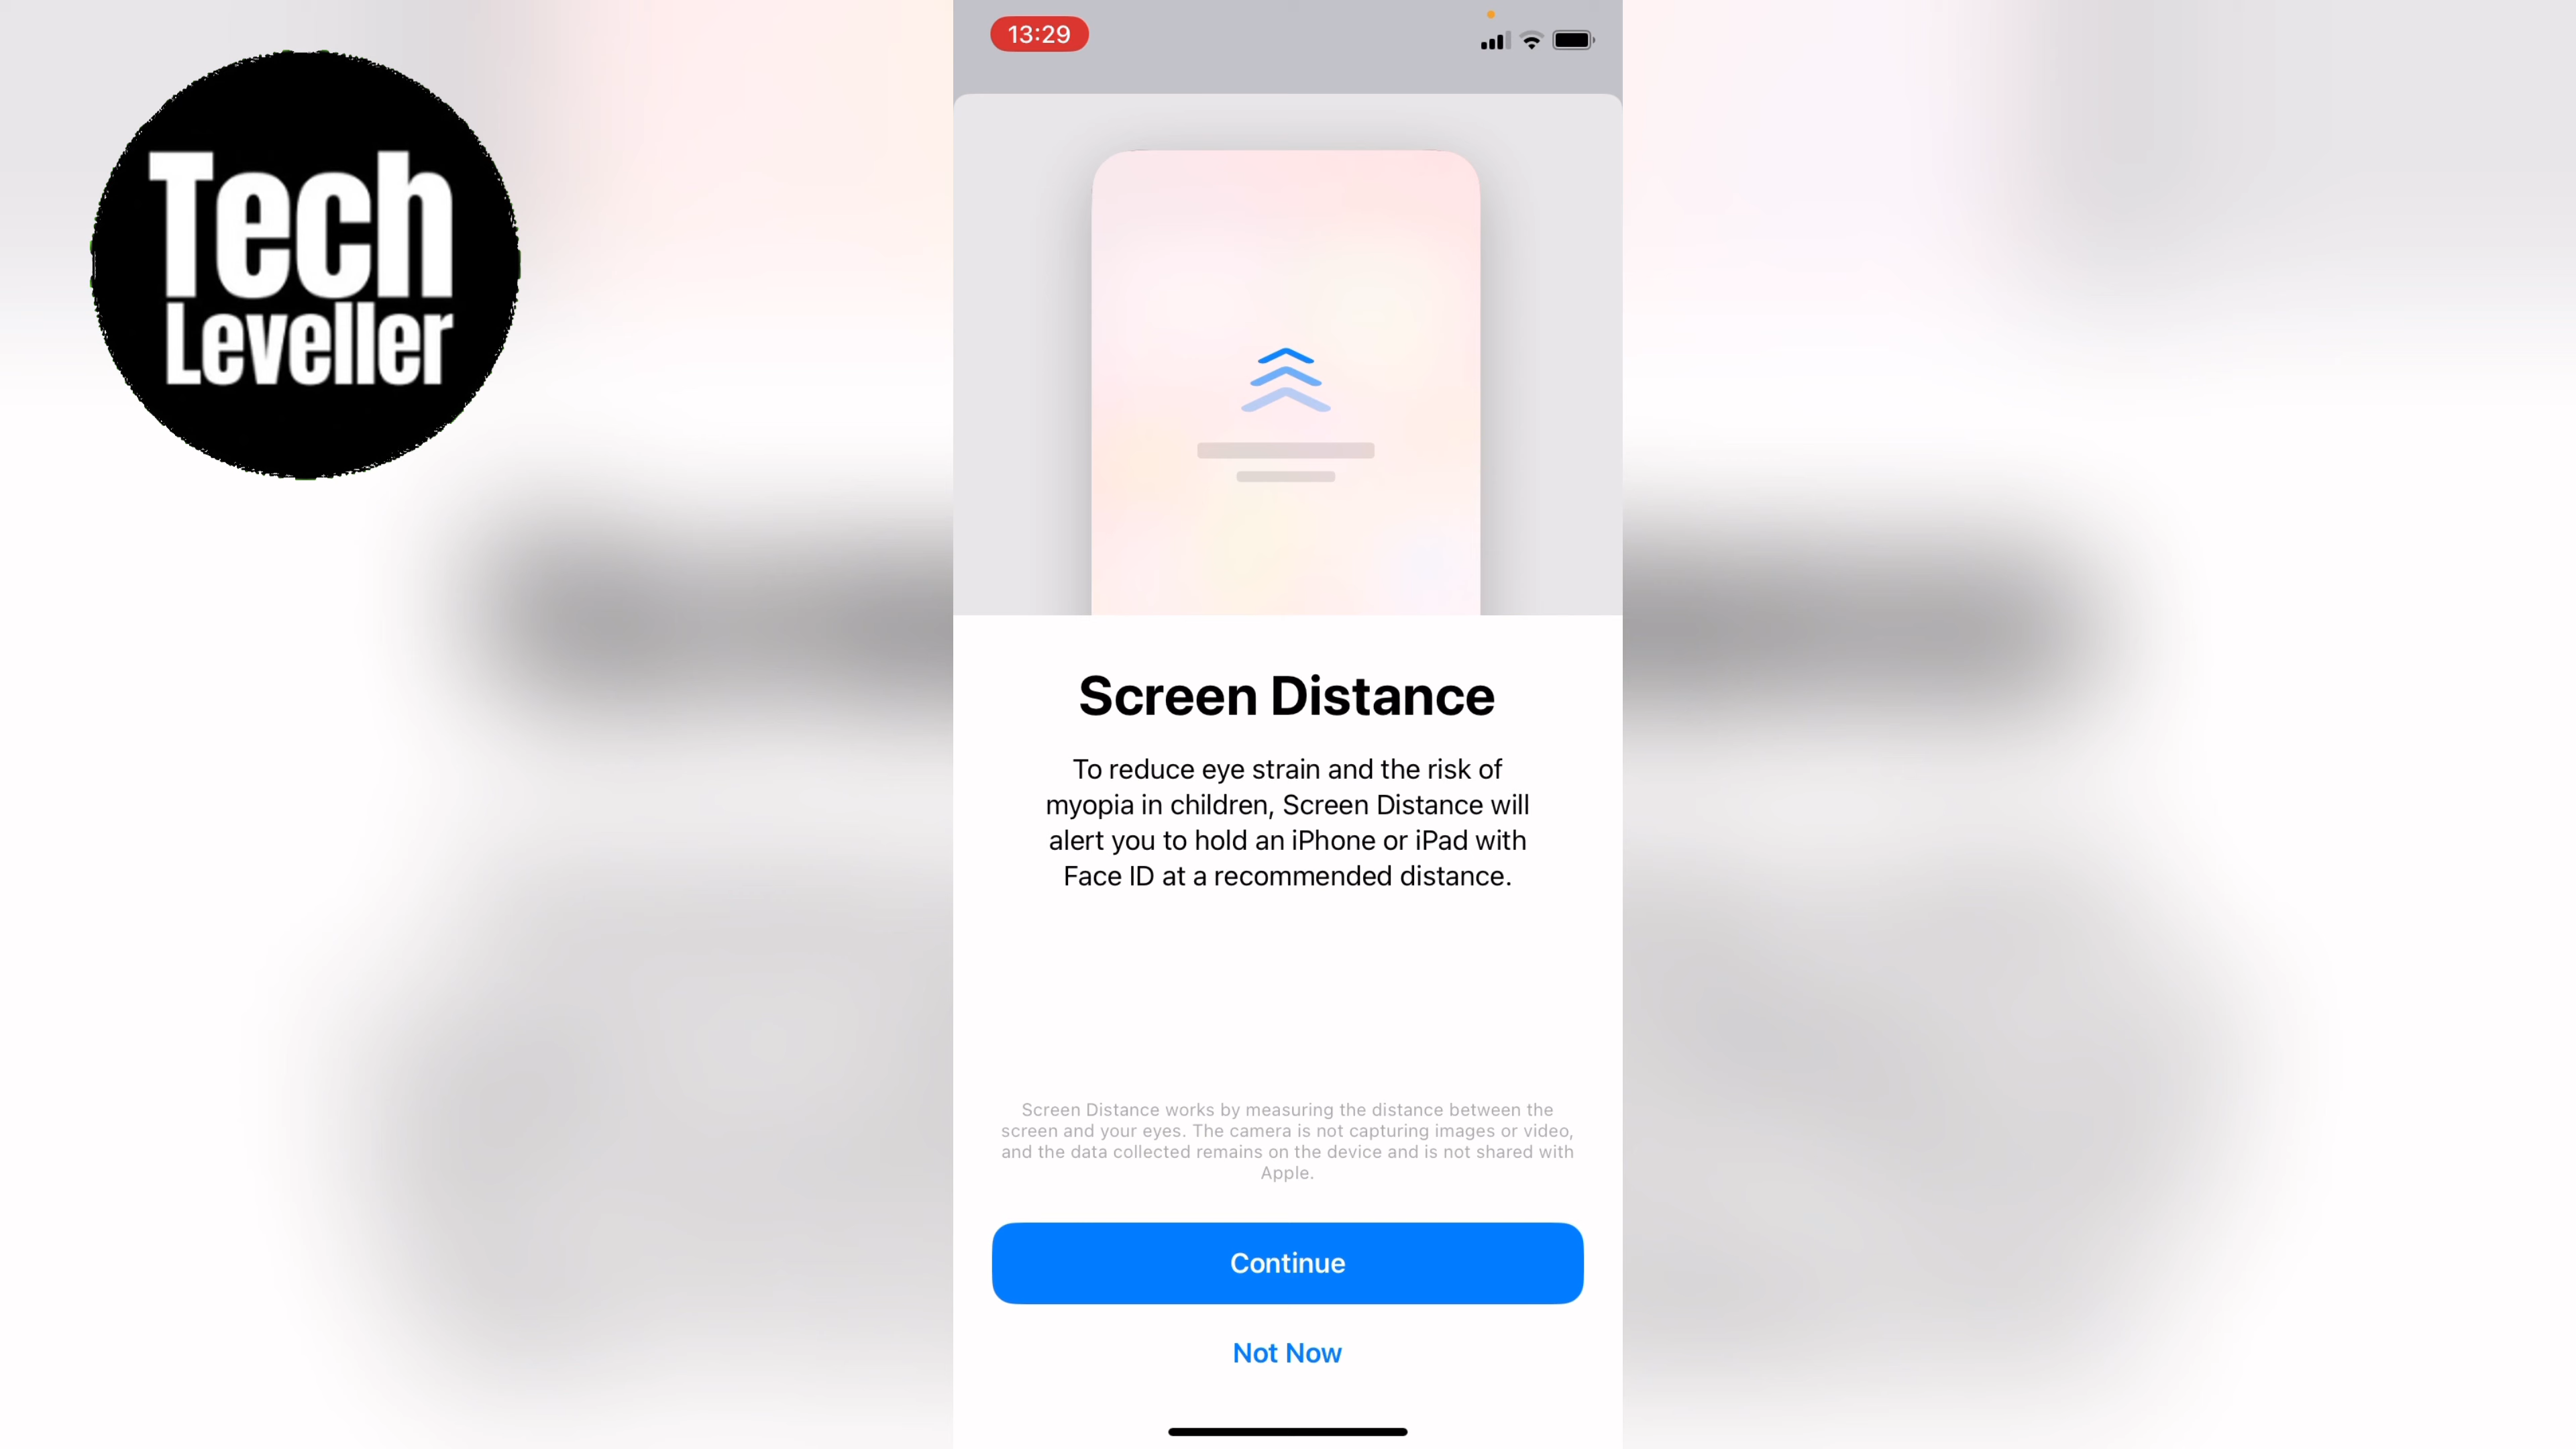 Tech
Leveller
13:29
Screen Distance
To reduce eye strain and the risk of
myopia in children, Screen Distance will
alert you to hold an iPhone or iPad with
Face ID at a recommended distance.
Screen Distance works by measuring the distance between the
screen and your eyes. The camera is not capturing images or video,
and the data collected remains on the device and is not shared with
Apple.
Continue
Not Now